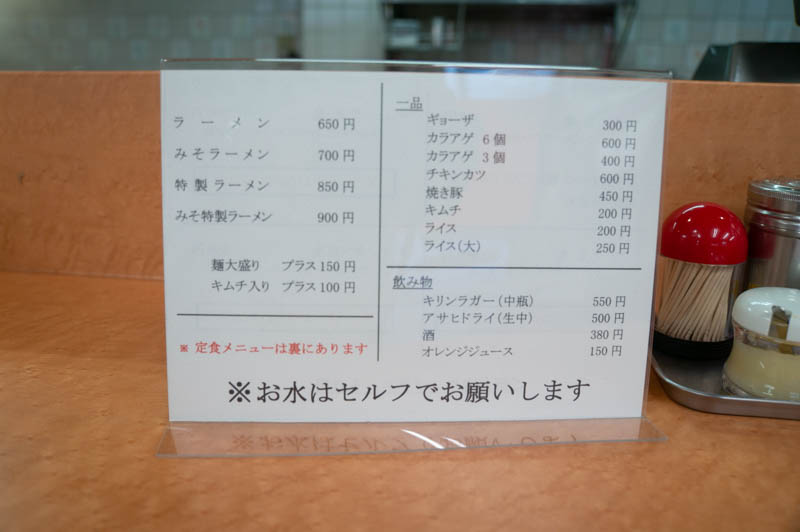 ラーメン 650円
みそラーメン 700円
特製ラーメン 850円
みそ特製ラーメン 900円
麺大盛り プラス150円
キムチ入り プラス100円
※ 定食メニューは裏にあります
一品
ギョーザ 300円
カラアゲ 6個 600円
カラアゲ 3個 400円
チキンカツ 600円
焼き豚 450円
キムチ 200円
ライス 200円
ライス(大) 250円
飲み物
キリンラガー(中瓶) 550円
アサヒドライ(生中) 500円
酒 380円
オレンジジュース 150円
※お水はセルフでお願いします